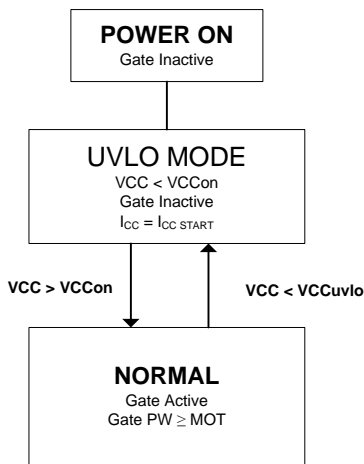 POWER ON
Gate Inactive
UVLO MODE
VCC < VCCon
Gate Inactive
ICC = ICC START
VCC > VCCon
VCC < VCCuvlo
NORMAL
Gate Active
Gate PW ≥ MOT